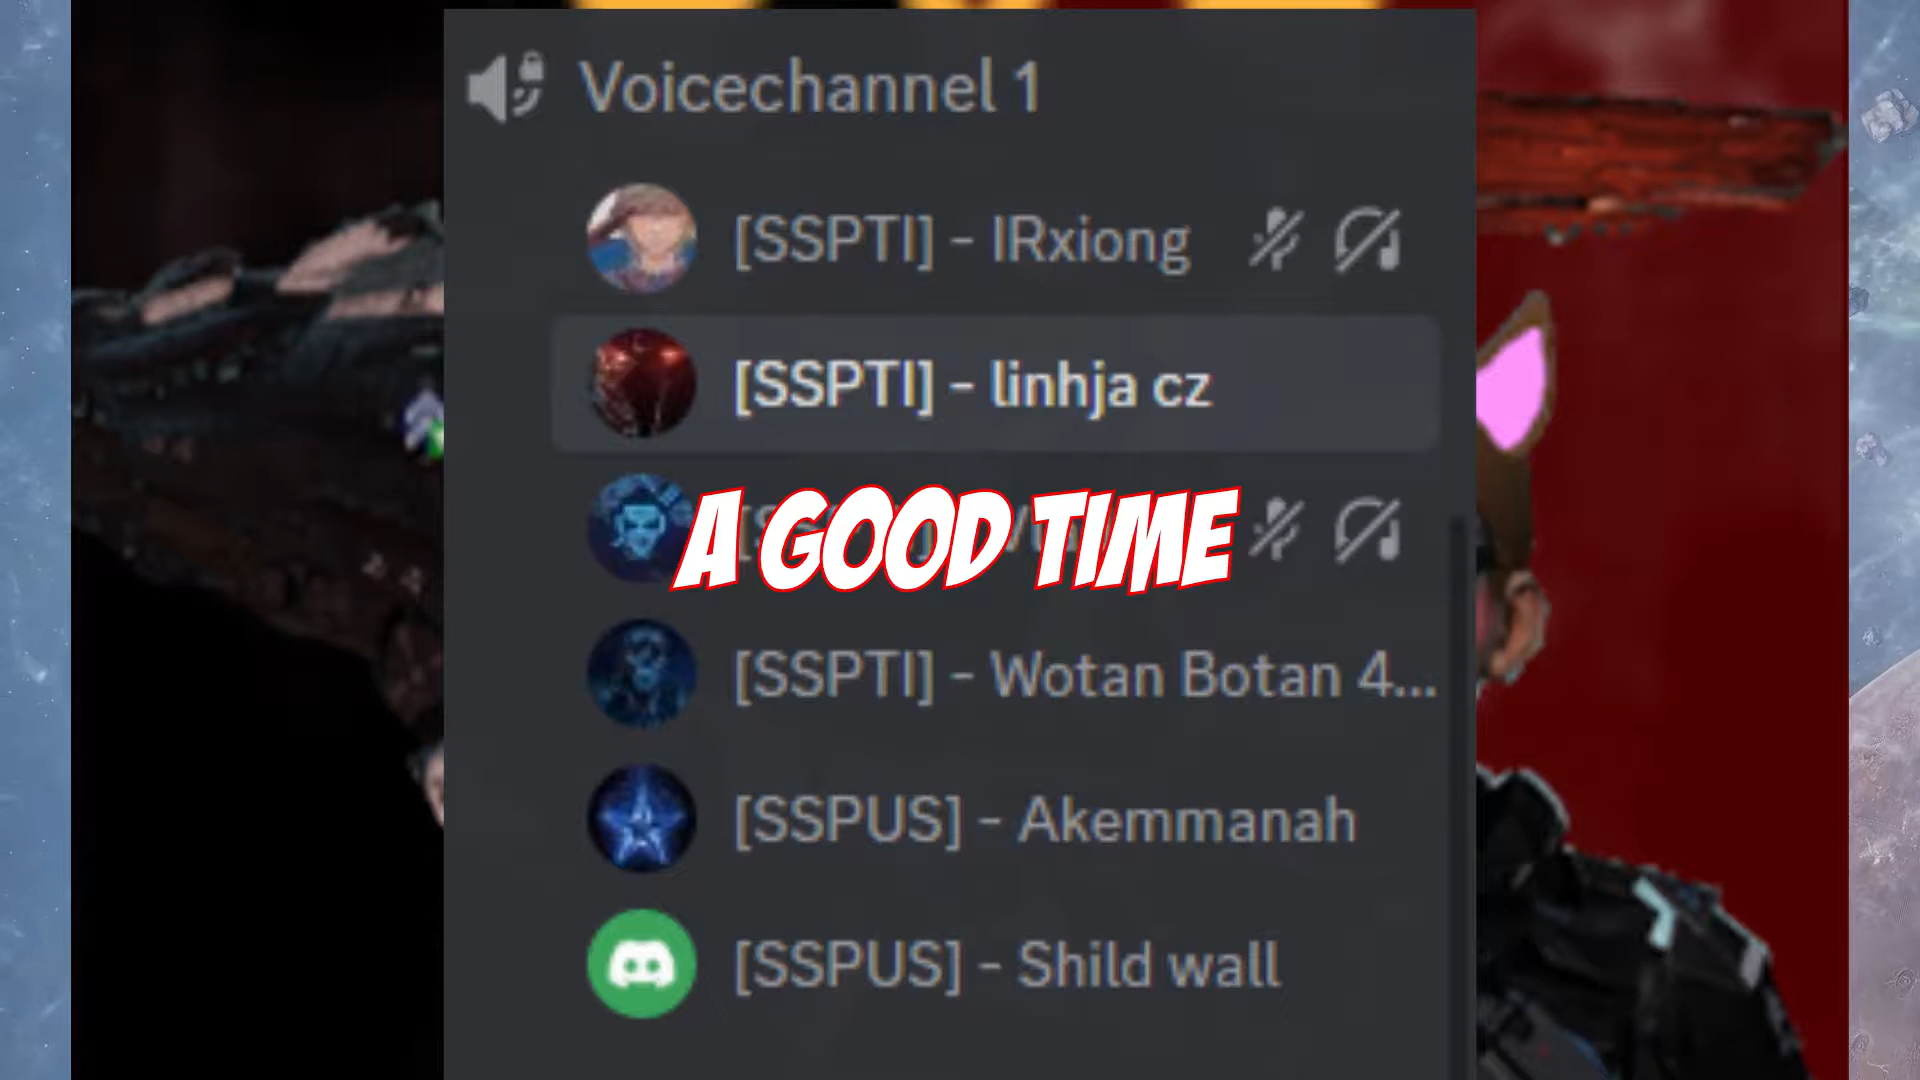 Voicechannel 1
[SSPTI] - IRxiong
[SSPTI] - linhja cz
A GOOD TIME
[SSPTI] - Wotan Botan 4...
[SSPUS] - Akemmanah
[SSPUS] - Shild wall